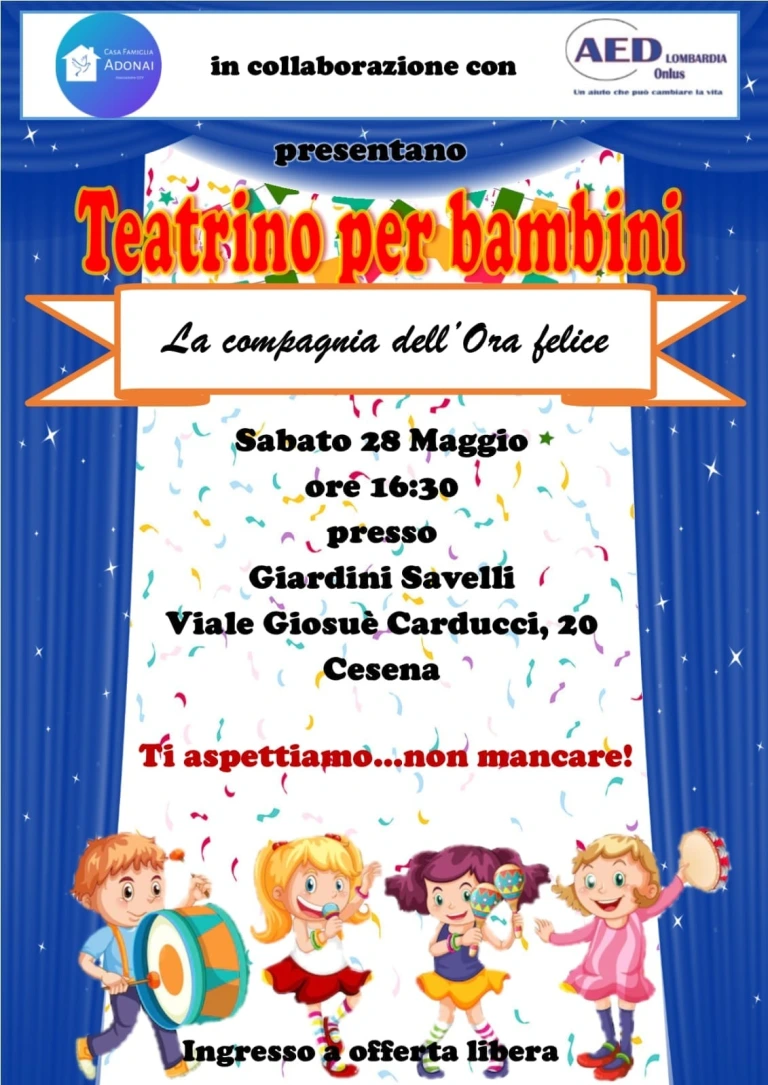 CASA FAMIGLIA
ADONAI
in collaborazione con
AED LOMBARDIA
Onlus
Un aiuto che può cambiare la vita
presentano
Teatrino per bambini
La compagnia dell'Ora felice
Sabato 28 Maggio
ore 16:30
presso
Giardini Savelli
Viale Giosuè Carducci, 20
Cesena
Ti aspettiamo...non mancare!
Ingresso a offerta libera